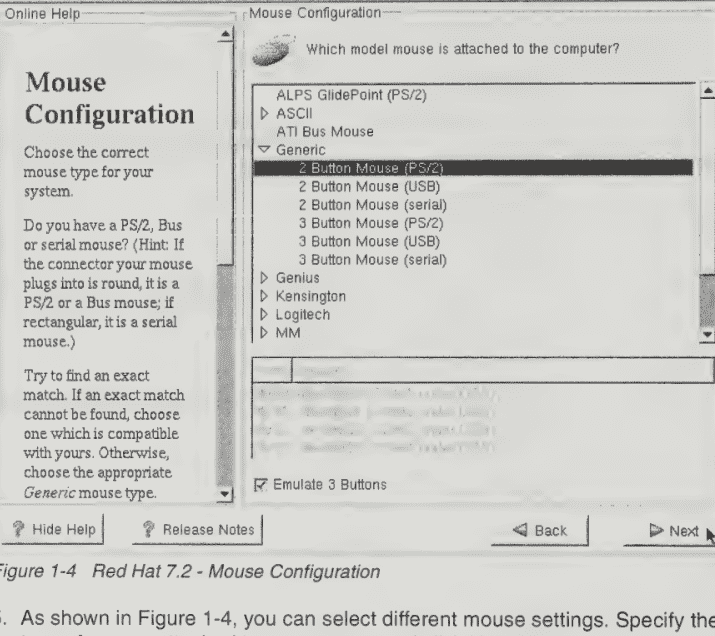 Online Help
Mouse
Configuration
Choose the correct
mouse type for your
system.
Do you have a PS/2, Bus
or serial mouse? (Hint: If
the connector your mouse
plugs into is round, it is a
PS/2 or a Bus mouse; if
rectangular, it is a serial
mouse.)
Try to find an exact
match. If an exact match
cannot be found, choose
one which is compatible
with yours. Otherwise,
choose the appropriate
Generic mouse type.
Mouse Configuration
Which model mouse is attached to the computer?
ALPS GlidePoint (PS/2)
ASCII
ATI Bus Mouse
Generic
2 Button Mouse (PS/2)
2 Button Mouse (USB)
2 Button Mouse (serial)
3 Button Mouse (PS/2)
3 Button Mouse (USB)
3 Button Mouse (serial)
Genius
Kensington
Logitech
MM
Emulate 3 Buttons
Hide Help
Release Notes
Back
Next
Figure 1-4 Red Hat 7.2 - Mouse Configuration
As shown in Figure 1-4, you can select different mouse settings. Specify the